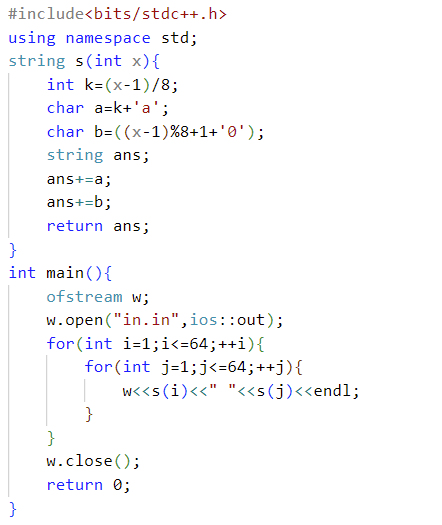 #include<bits/stdc++.h>
using namespace std;
string s(int x){
    int k=(x-1)/8;
    char a=k+'a';
    char b=((x-1)%8+1+'0');
    string ans;
    ans+=a;
    ans+=b;
    return ans;
}
int main(){
    ofstream w;
    w.open("in.in",ios::out);
    for(int i=1;i<=64;++i){
        for(int j=1;j<=64;++j){
            w<<s(i)<<" "<<s(j)<<endl;
        }
    }
    w.close();
    return 0;
}